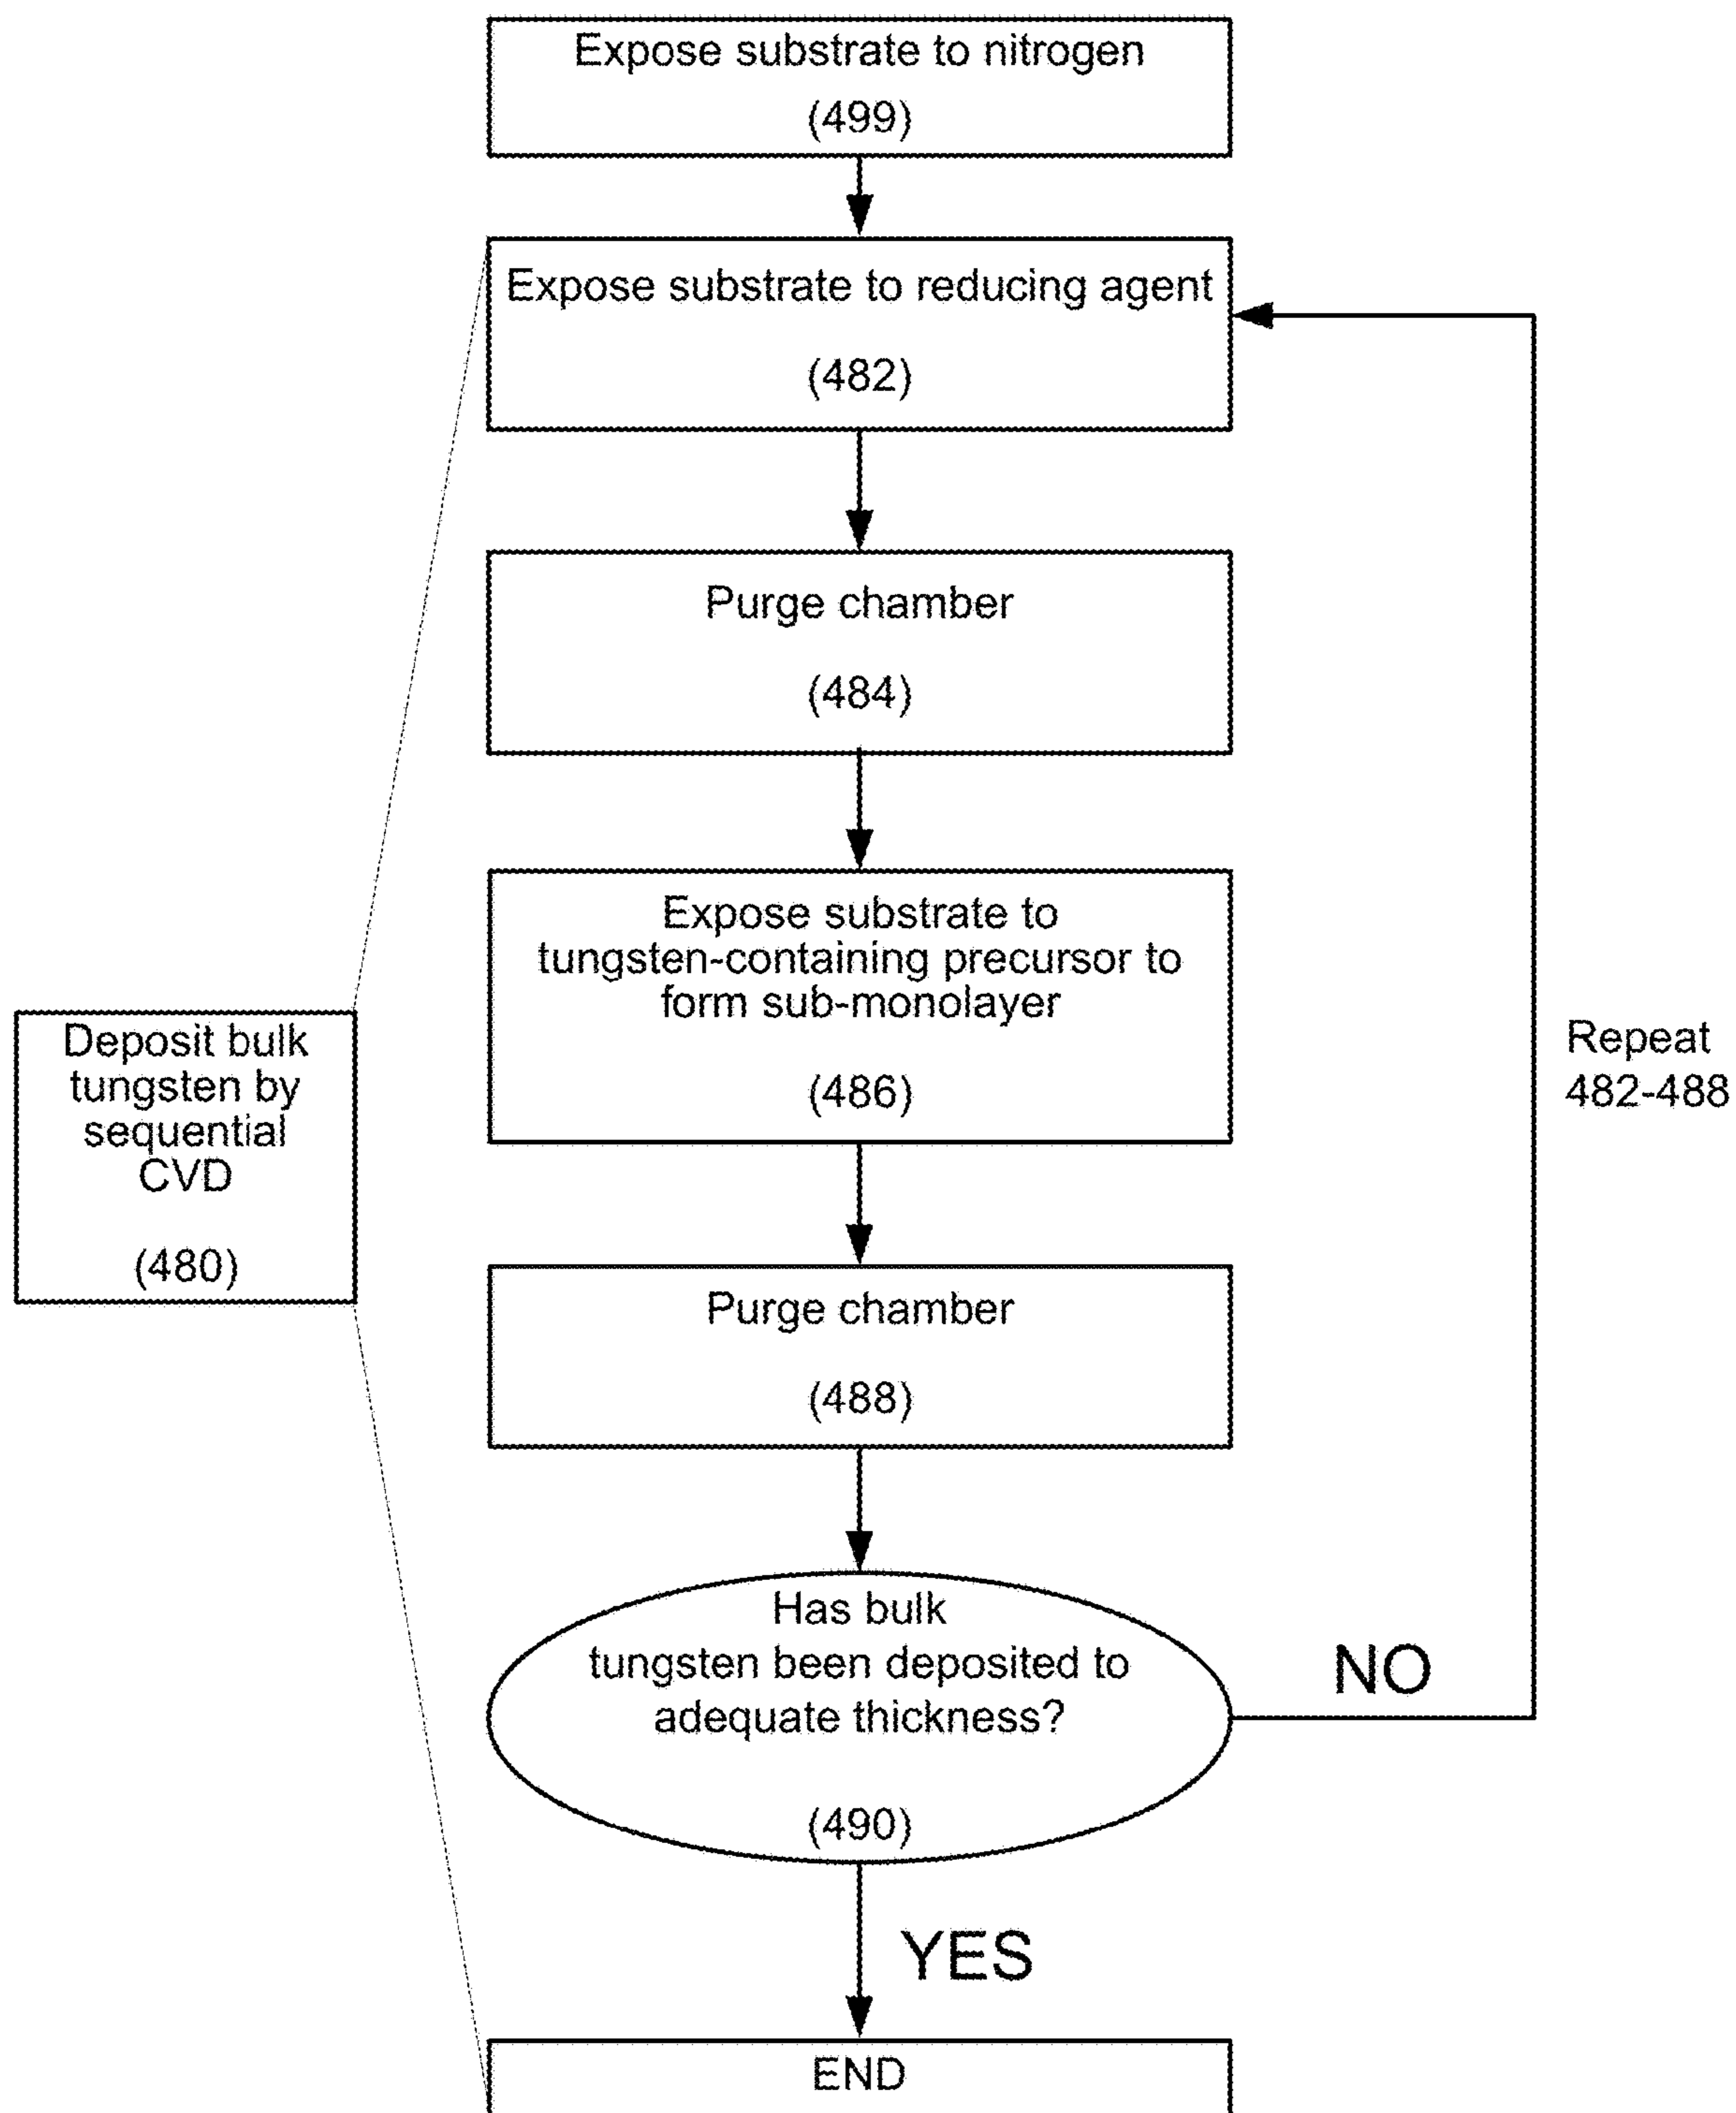 Expose substrate to nitrogen
(499)
Expose substrate to reducing agent
(482)
Purge chamber
(484)
Expose substrate to
tungsten-containing precursor to
form sub-monolayer
(486)
Deposit bulk
tungsten by
sequential
CVD
(480)
Repeat
482-488
Purge chamber
(488)
Has bulk
tungsten been deposited to
adequate thickness?
(490)
NO
YES
END